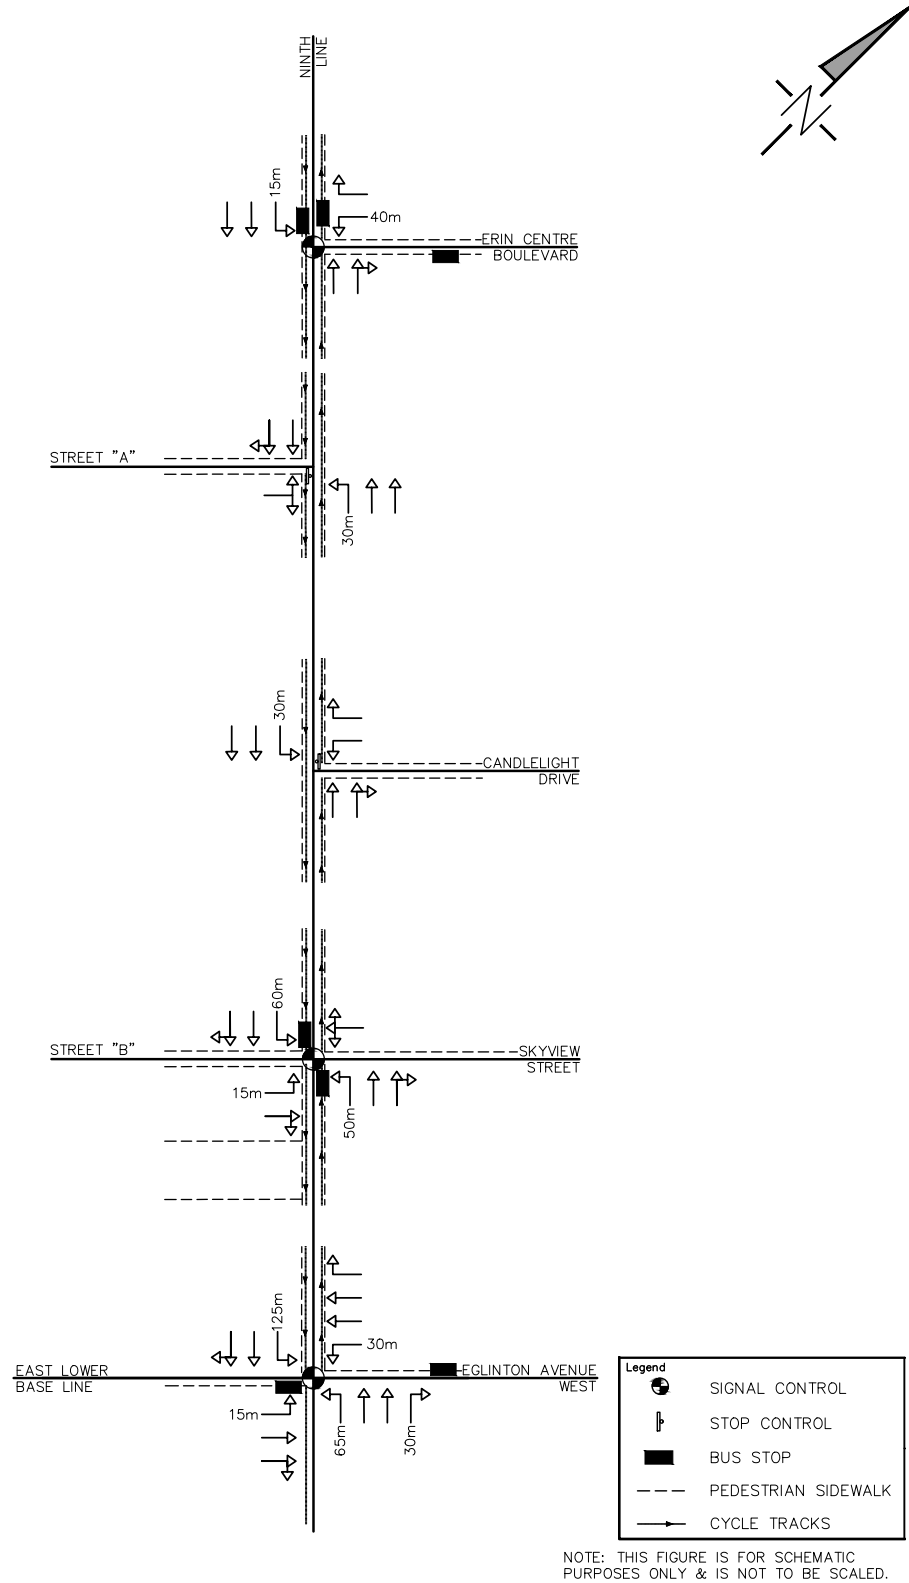 NINTH
LINE
15m
40m
ERIN CENTRE
BOULEVARD
STREET "A"
30m
30m
CANDLELIGHT
DRIVE
60m
STREET "B"
SKYVIEW
STREET
15m
50m
125m
30m
EAST LOWER
BASE LINE
EGLINTON AVENUE
WEST
15m
65m
30m
Legend
SIGNAL CONTROL
STOP CONTROL
BUS STOP
PEDESTRIAN SIDEWALK
CYCLE TRACKS
NOTE: THIS FIGURE IS FOR SCHEMATIC
PURPOSES ONLY & IS NOT TO BE SCALED.